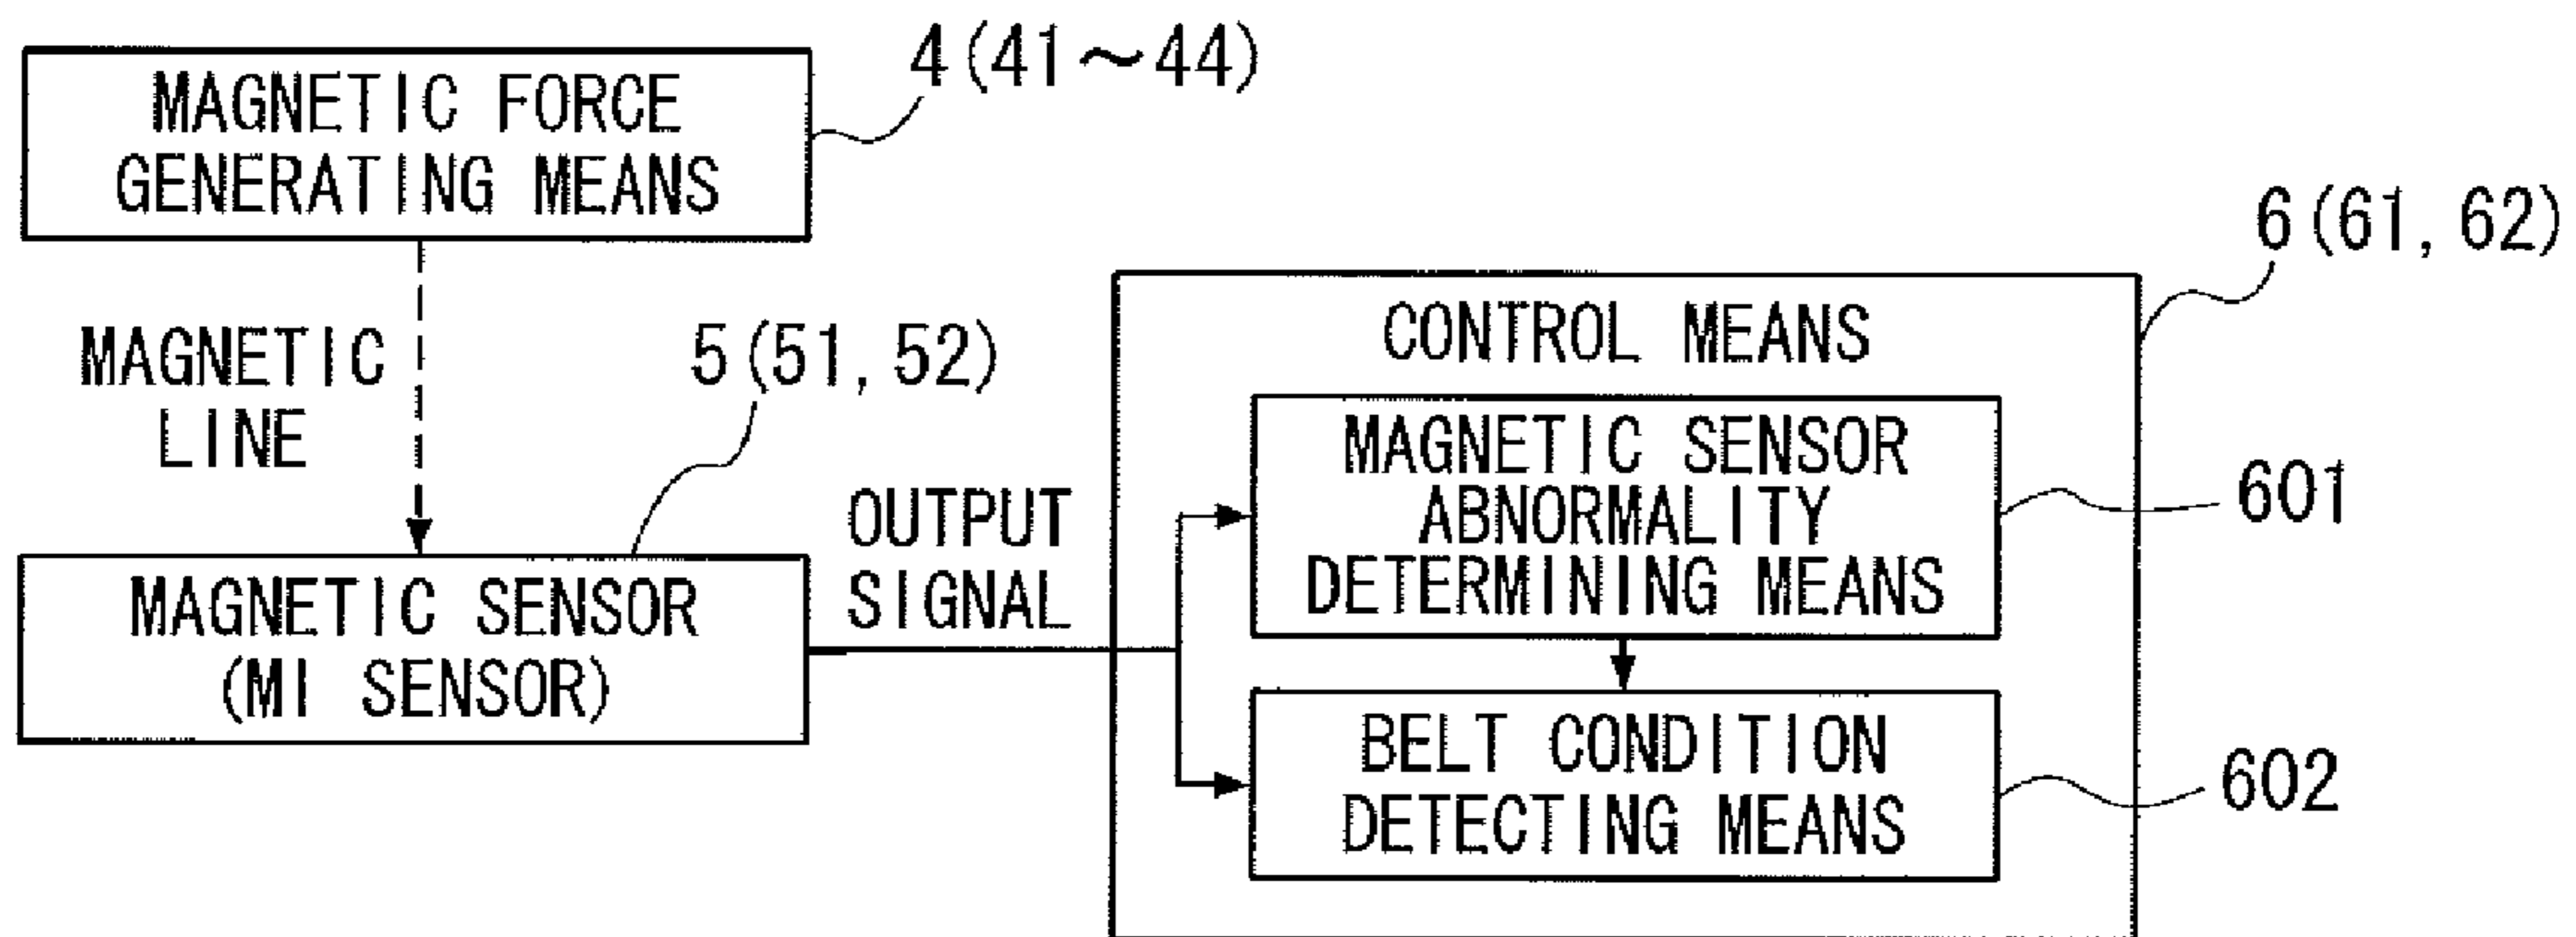 MAGNETIC FORCE
GENERATING MEANS
4(41～44)
MAGNETIC
LINE
5(51,52)
MAGNETIC SENSOR
(MI SENSOR)
OUTPUT
SIGNAL
6(61,62)
CONTROL MEANS
MAGNETIC SENSOR
ABNORMALITY
DETERMINING MEANS
601
BELT CONDITION
DETECTING MEANS
602